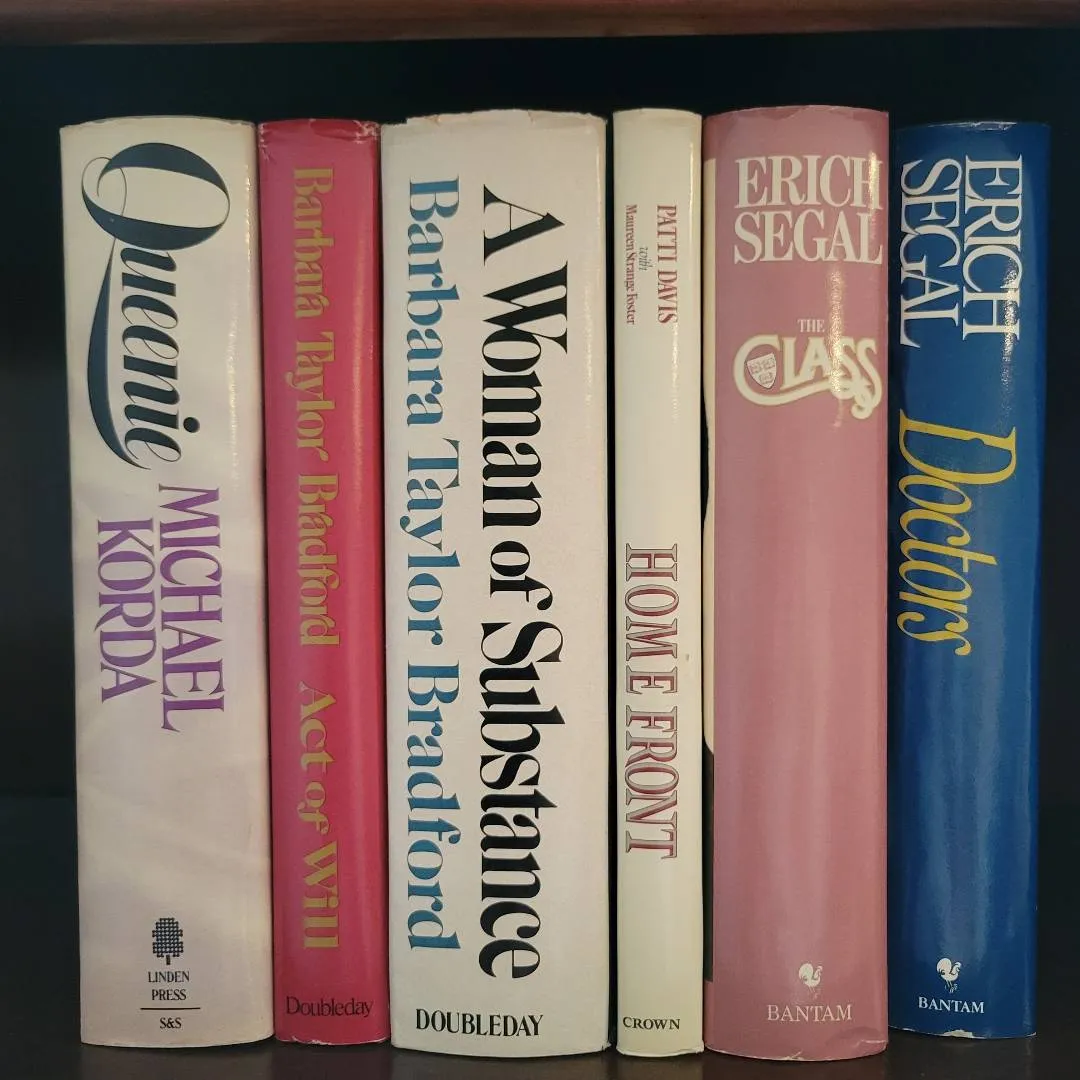 Queenie
MICHAEL
KORDA
LINDEN
PRESS
S&S
Barbara Taylor Bradford Act of Will
Doubleday
A Woman of Substance
Barbara Taylor Bradford
DOUBLEDAY
PATTI DAVIS
with
Maureen Strange Foster
HOME FRONT
CROWN
ERICH
SEGAL
THE
CLASS
BANTAM
ERICH
SEGAL
Doctors
BANTAM